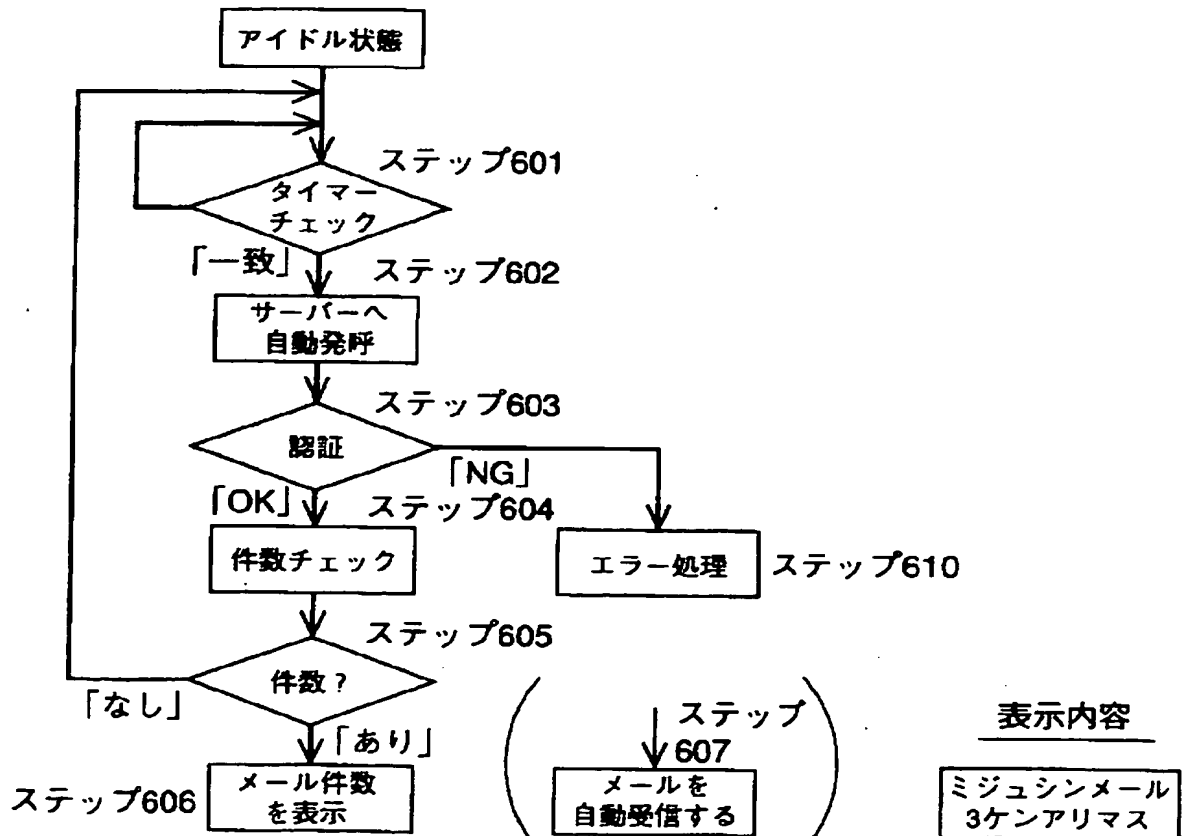 アイドル状態
ステップ601
タイマー
チェック
「一致」
ステップ602
サーバーへ
自動発呼
ステップ603
認証
「NG」
「OK」
ステップ604
件数チェック
エラー処理
ステップ610
ステップ605
件数?
「なし」
「あり」
ステップ606
メール件数
を表示
ステップ
607
メールを
自動受信する
表示内容
ミジュシンメール
3ケンアリマス